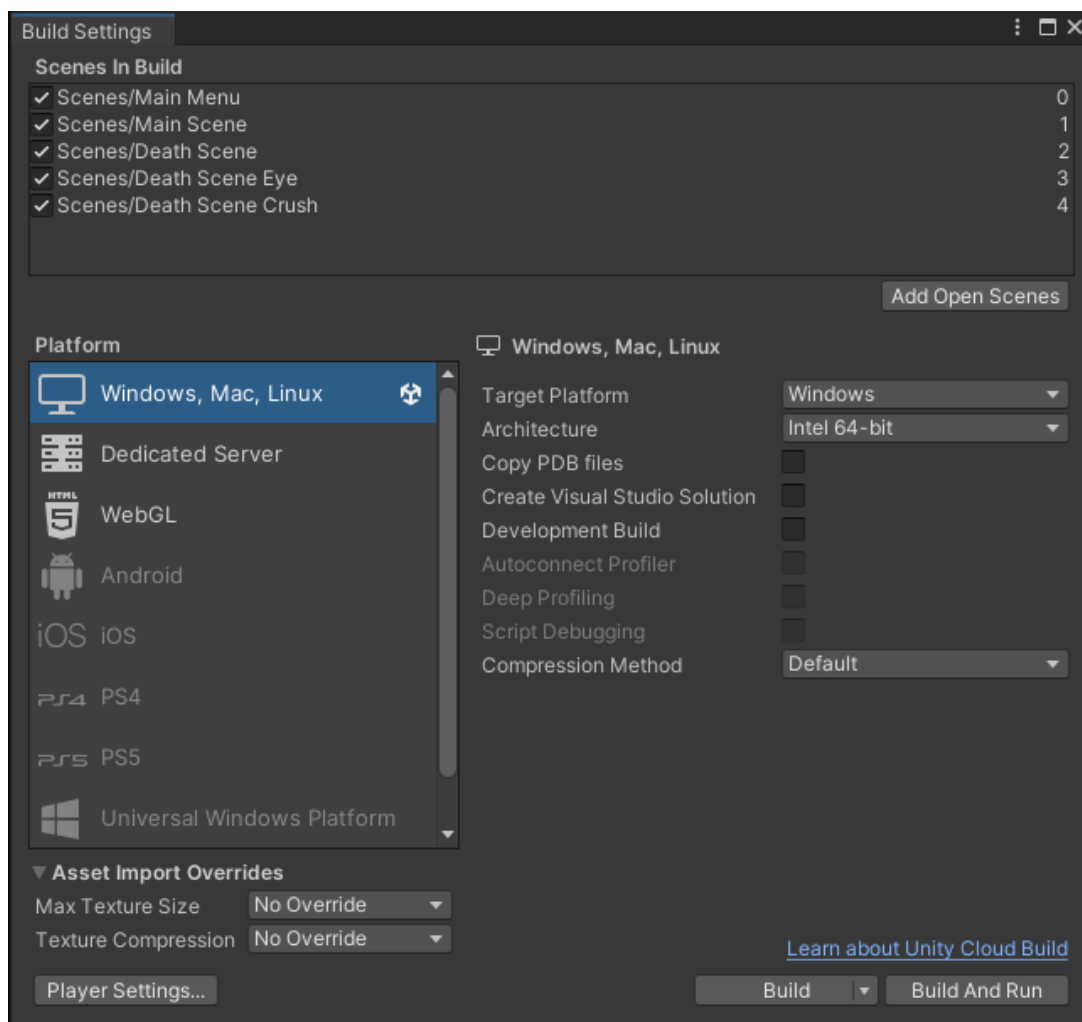 Build Settings
Scenes In Build
Scenes/Main Menu 0
Scenes/Main Scene 1
Scenes/Death Scene 2
Scenes/Death Scene Eye 3
Scenes/Death Scene Crush 4
Add Open Scenes
Platform
Windows, Mac, Linux
Dedicated Server
HTML 5 WebGL
Android
iOS iOS
PS4 PS4
PS5 PS5
Universal Windows Platform
Windows, Mac, Linux
Target Platform Windows
Architecture Intel 64-bit
Copy PDB files
Create Visual Studio Solution
Development Build
Autoconnect Profiler
Deep Profiling
Script Debugging
Compression Method Default
Asset Import Overrides
Max Texture Size No Override
Texture Compression No Override
Learn about Unity Cloud Build
Player Settings... Build Build And Run